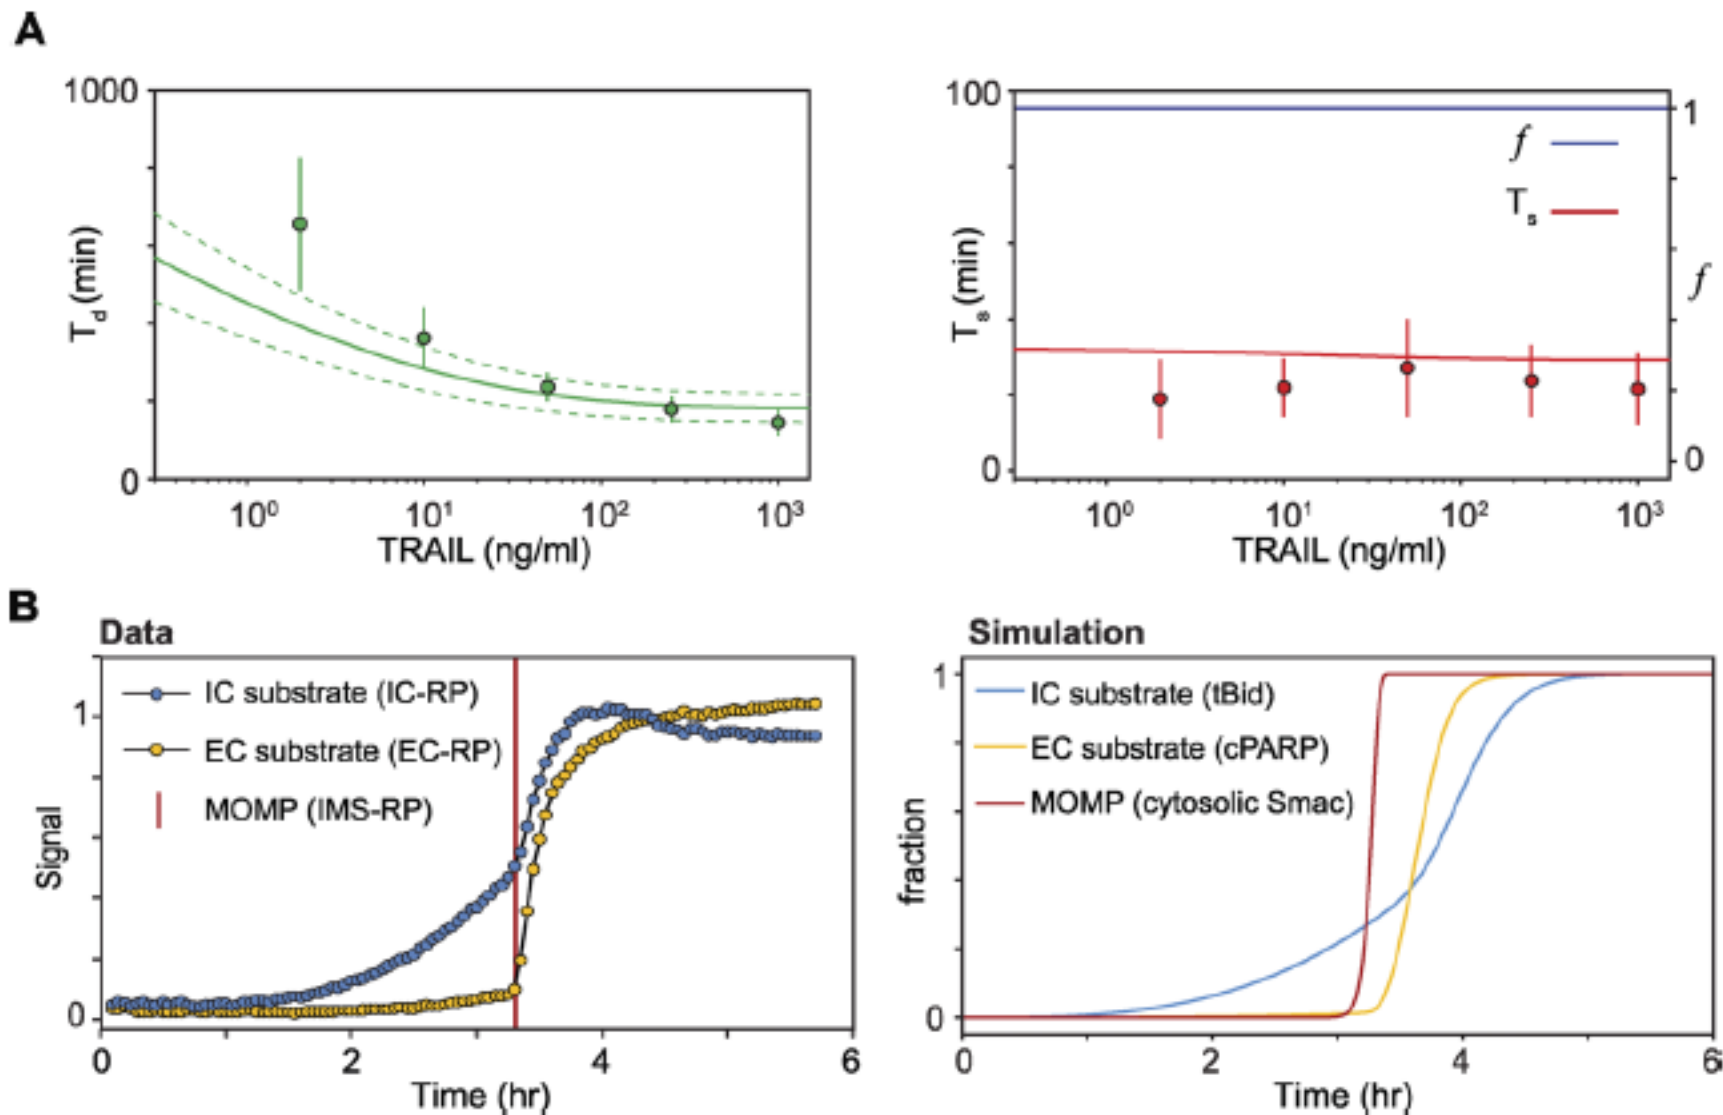 A
1000
0
T_d (min)
10^0 10^1 10^2 10^3
TRAIL (ng/ml)
100
0
T_s (min)
f
T_s
1
0
f
10^0 10^1 10^2 10^3
TRAIL (ng/ml)
B
Data
IC substrate (IC-RP)
EC substrate (EC-RP)
MOMP (IMS-RP)
1
0
Signal
0 2 4 6
Time (hr)
Simulation
IC substrate (tBid)
EC substrate (cPARP)
MOMP (cytosolic Smac)
1
0
fraction
0 2 4 6
Time (hr)